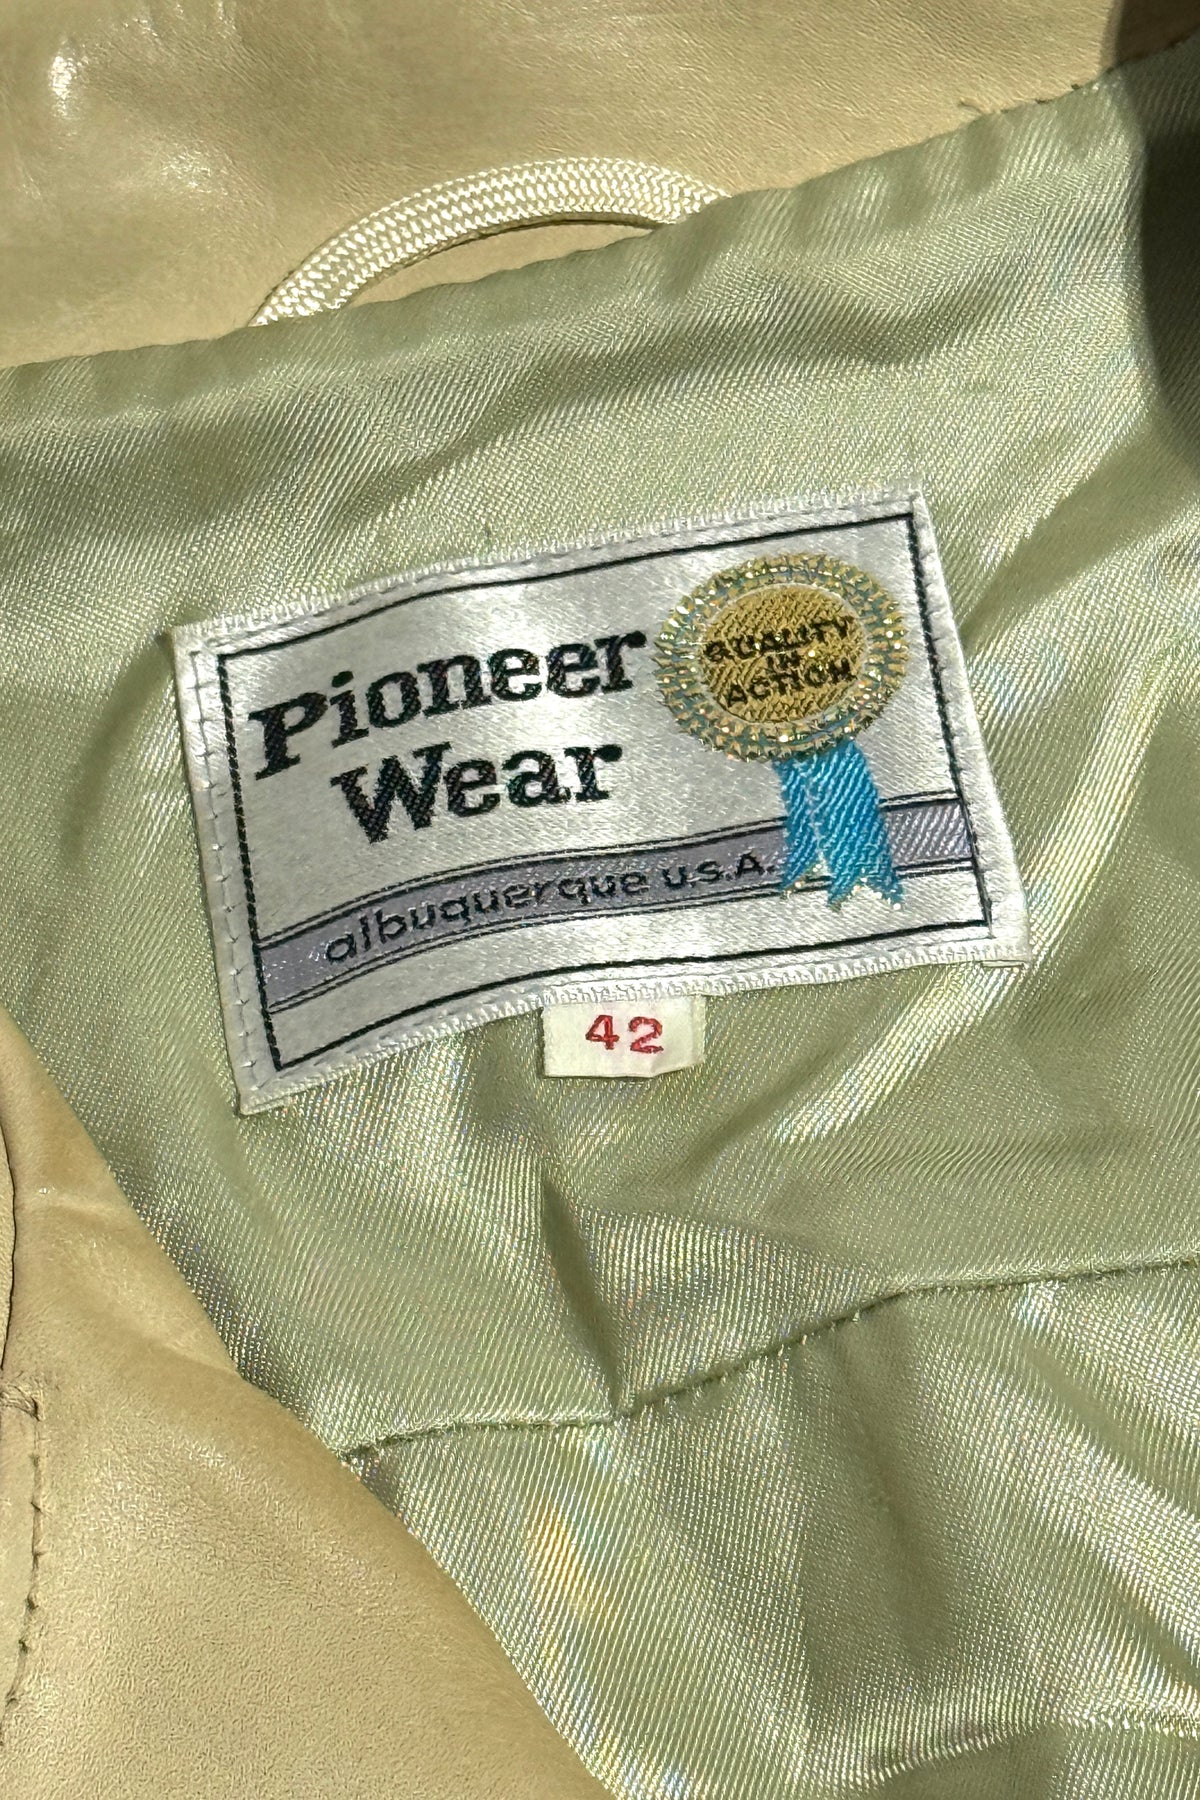 Pioneer
Wear
QUALITY
IN
ACTION
albuquerque U.S.A.
42